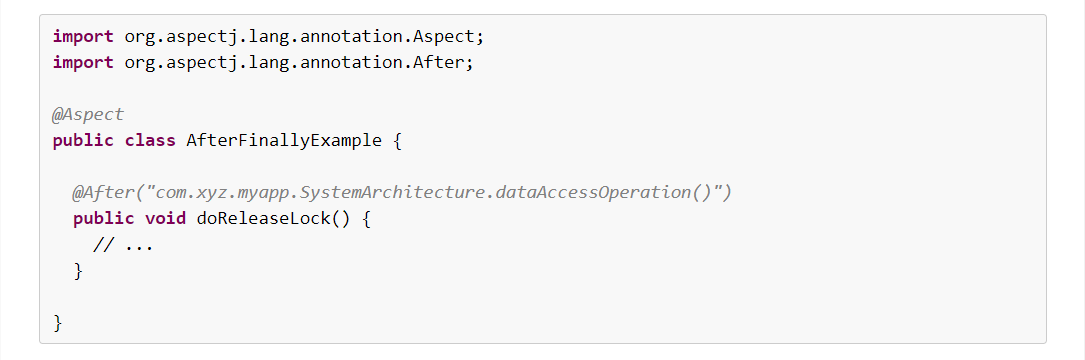 import org.aspectj.lang.annotation.Aspect;
import org.aspectj.lang.annotation.After;
@Aspect
public class AfterFinallyExample {
@After("com.xyz.myapp.SystemArchitecture.dataAccessOperation()")
public void doReleaseLock() {
// ...
}
}